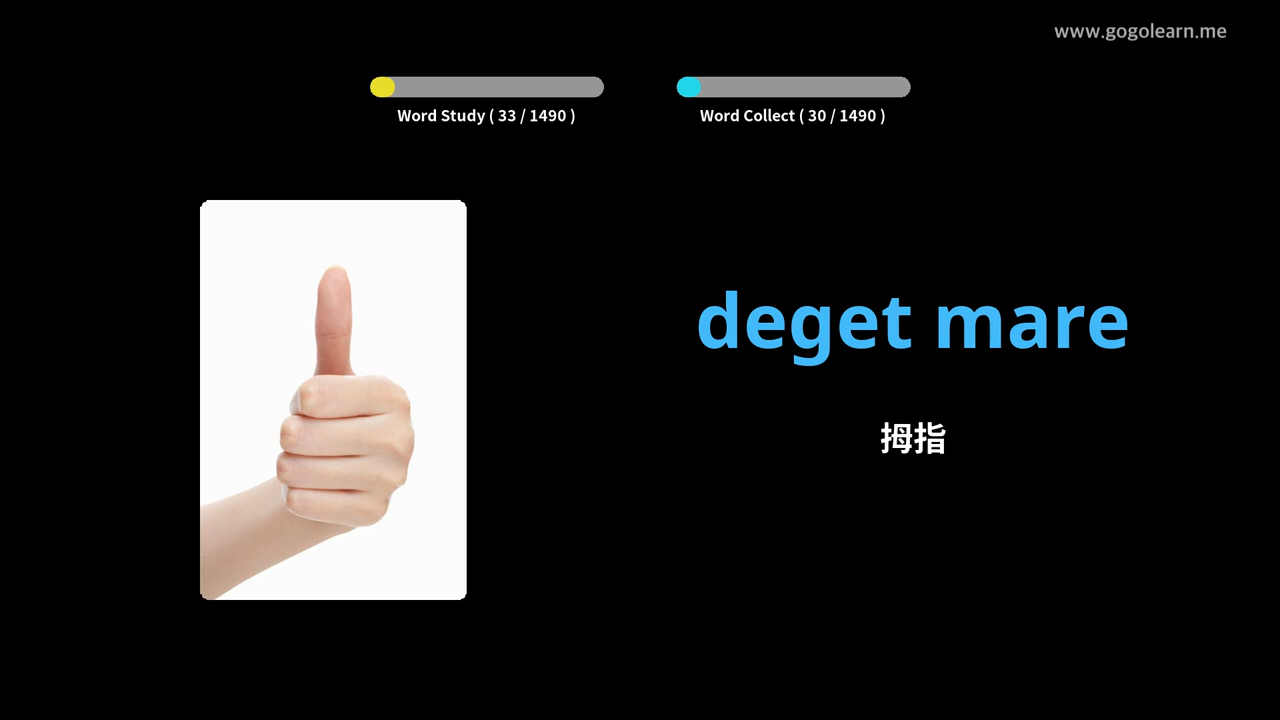 www.gogolearn.me
Word Study ( 33 / 1490 )
Word Collect ( 30 / 1490 )
deget mare
拇指